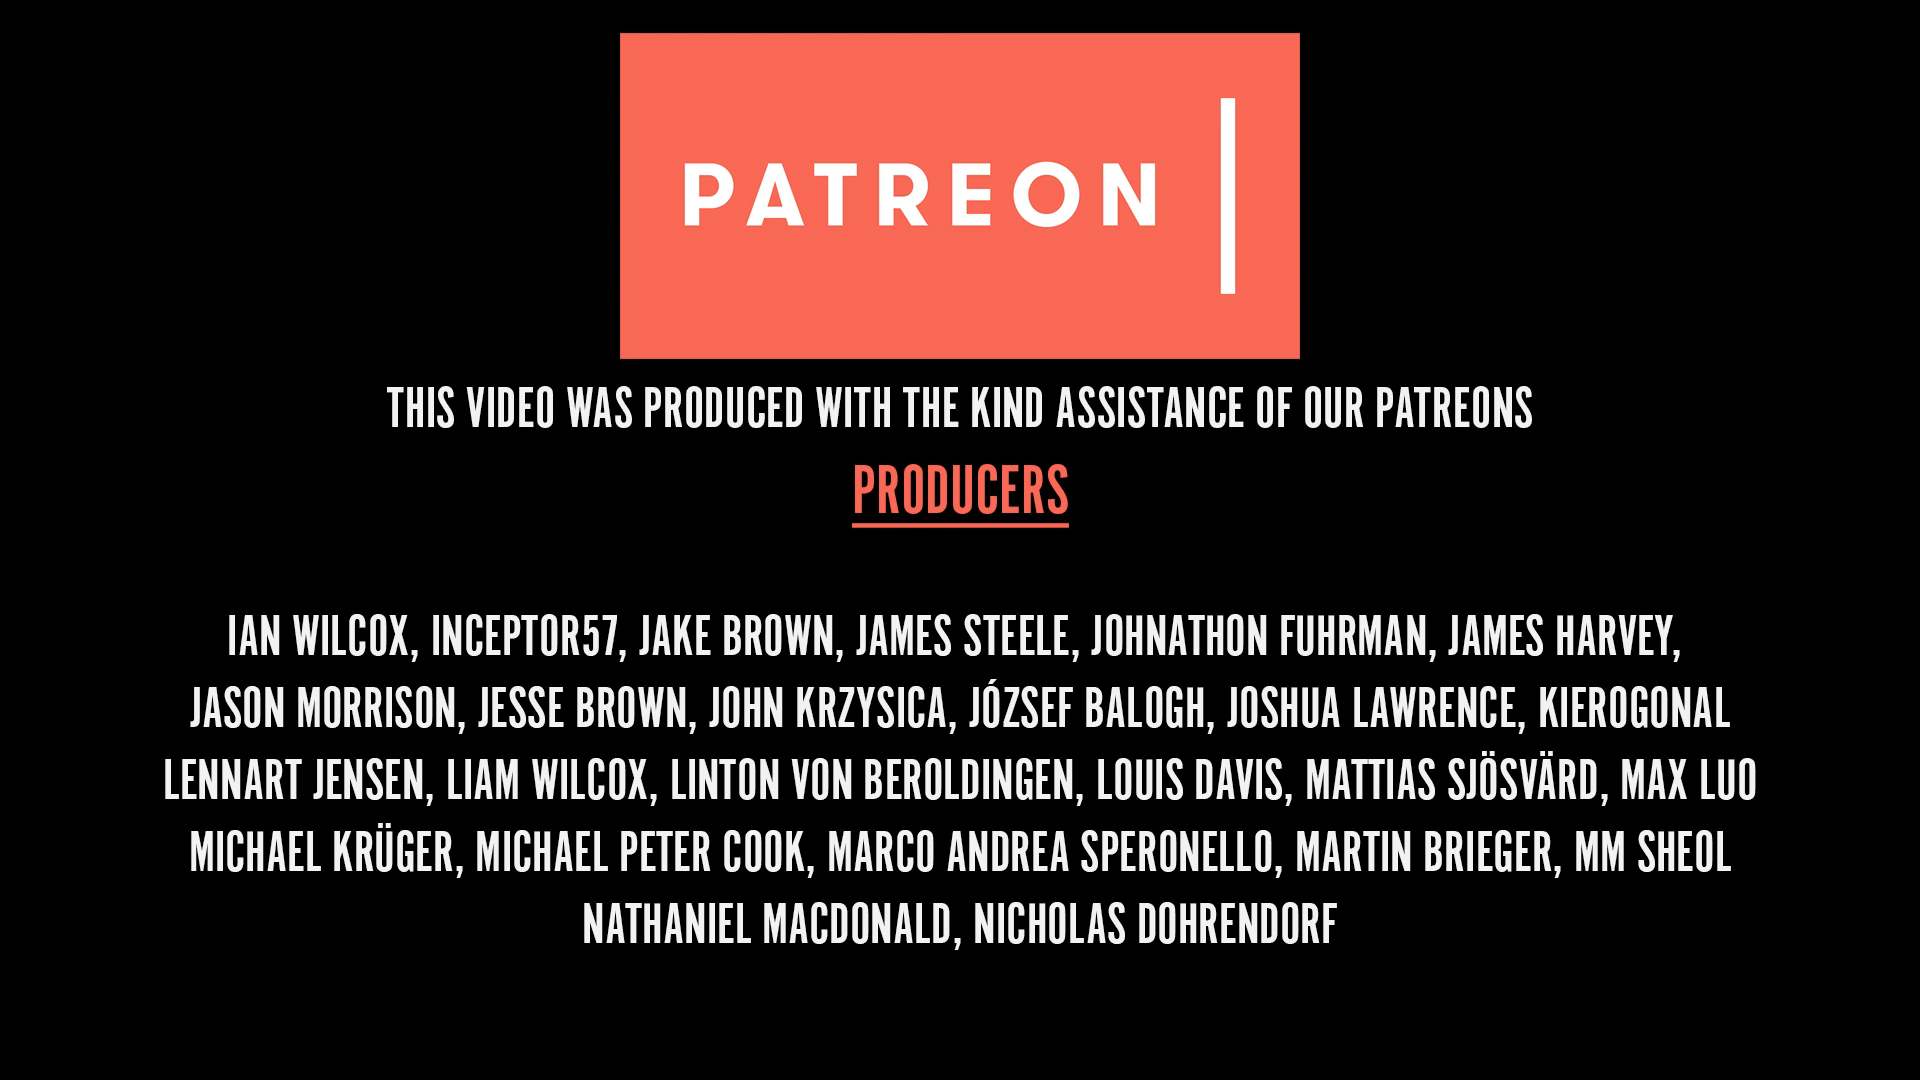 PATREON
THIS VIDEO WAS PRODUCED WITH THE KIND ASSISTANCE OF OUR PATREONS
PRODUCERS
IAN WILCOX, INCEPTOR57, JAKE BROWN, JAMES STEELE, JOHNATHON FUHRMAN, JAMES HARVEY,
JASON MORRISON, JESSE BROWN, JOHN KRZYSICA, JÓZSEF BALOGH, JOSHUA LAWRENCE, KIEROGONAL
LENNART JENSEN, LIAM WILCOX, LINTON VON BEROLDINGEN, LOUIS DAVIS, MATTIAS SJÖSVÄRD, MAX LUO
MICHAEL KRÜGER, MICHAEL PETER COOK, MARCO ANDREA SPERONELLO, MARTIN BRIEGER, MM SHEOL
NATHANIEL MACDONALD, NICHOLAS DOHRENDORF